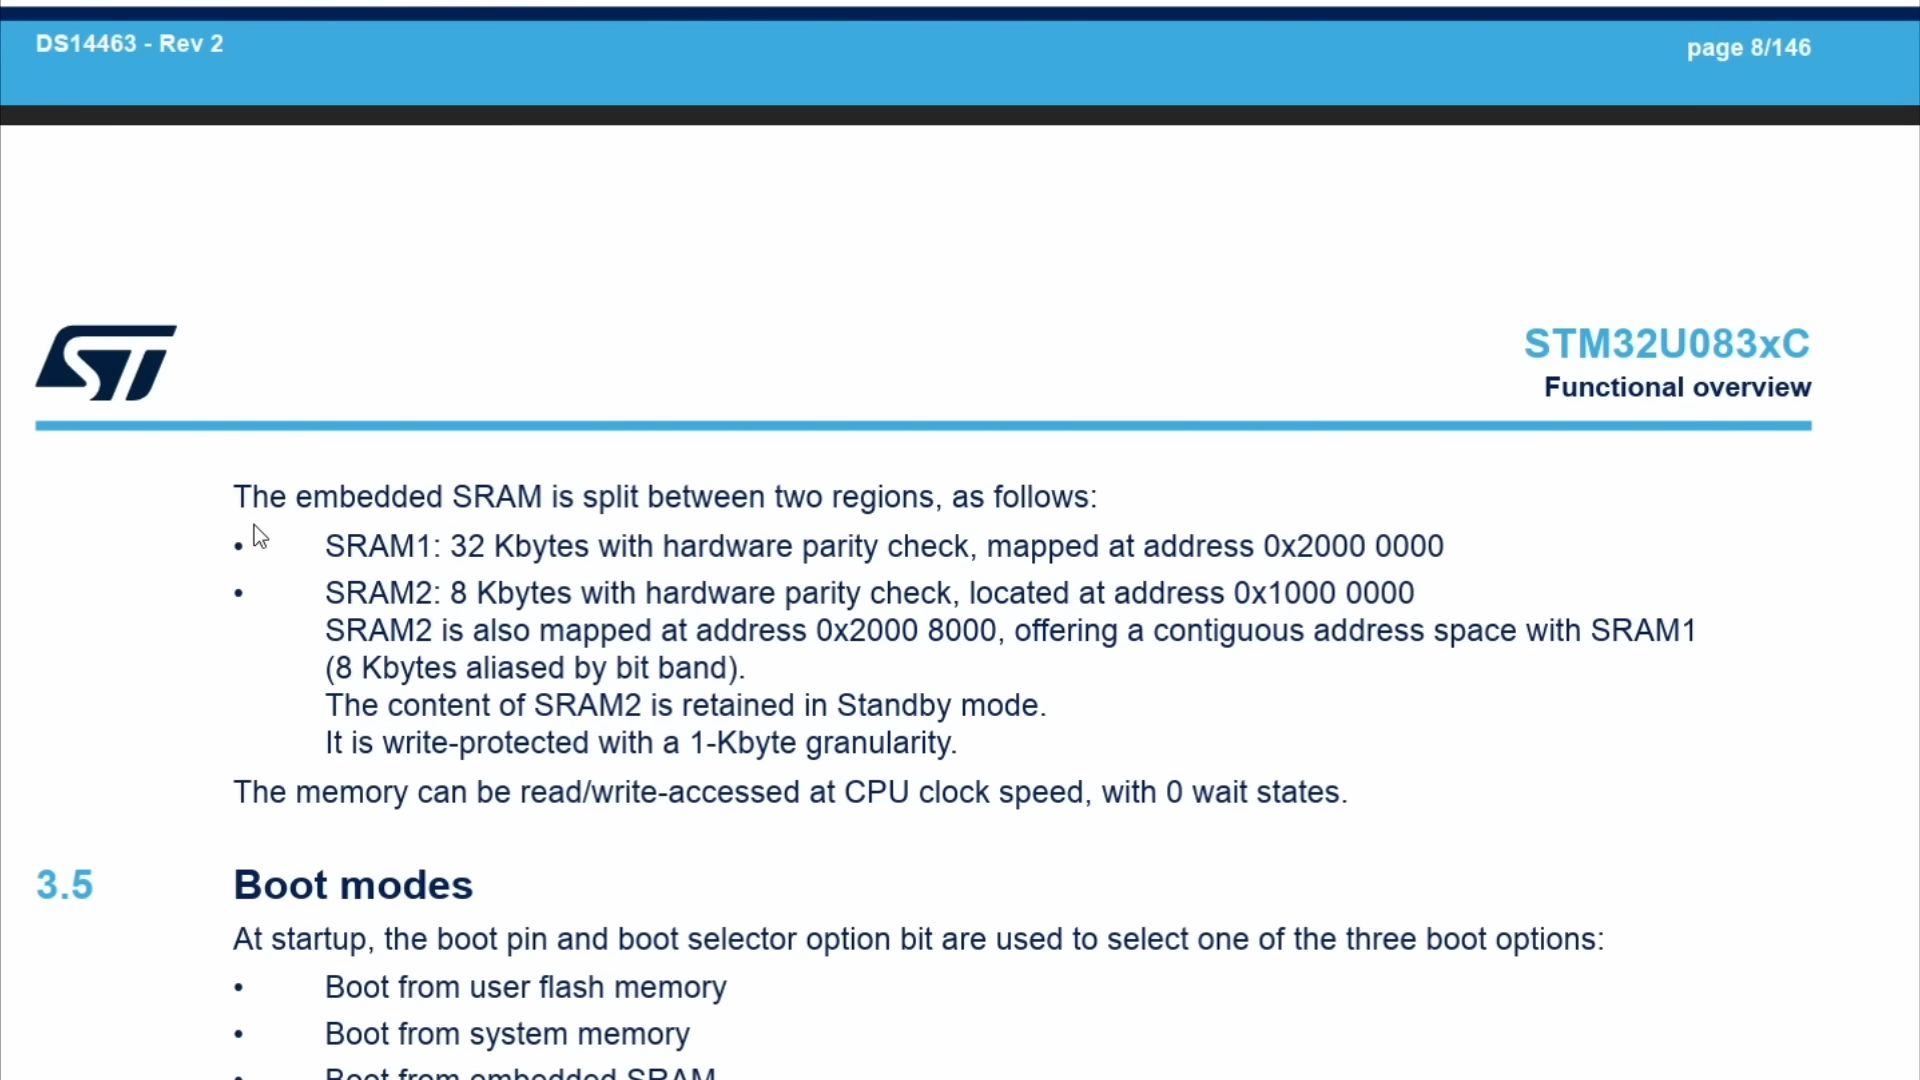 DS14463 - Rev 2
page 8/146
ST
STM32U083xC
Functional overview
The embedded SRAM is split between two regions, as follows:
• SRAM1: 32 Kbytes with hardware parity check, mapped at address 0x2000 0000
• SRAM2: 8 Kbytes with hardware parity check, located at address 0x1000 0000
SRAM2 is also mapped at address 0x2000 8000, offering a contiguous address space with SRAM1
(8 Kbytes aliased by bit band).
The content of SRAM2 is retained in Standby mode.
It is write-protected with a 1-Kbyte granularity.
The memory can be read/write-accessed at CPU clock speed, with 0 wait states.
3.5 Boot modes
At startup, the boot pin and boot selector option bit are used to select one of the three boot options:
• Boot from user flash memory
• Boot from system memory
• Boot from embedded SRAM